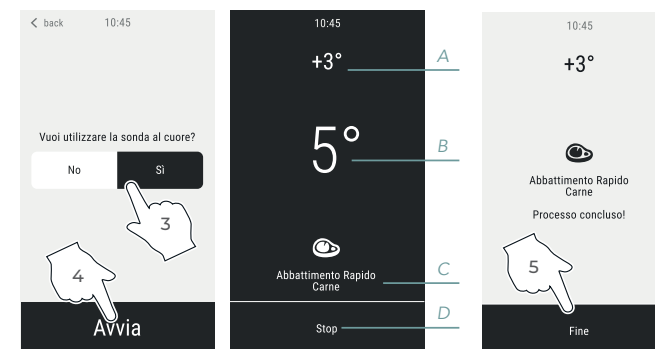 back 10:45
Vuoi utilizzare la sonda al cuore?
No Sì
3
4
Avvia
10:45
+3° A
5° B
Abbattimento Rapido
Carne
C
D
Stop
10:45
+3°
Abbattimento Rapido
Carne
Processo concluso!
5
Fine